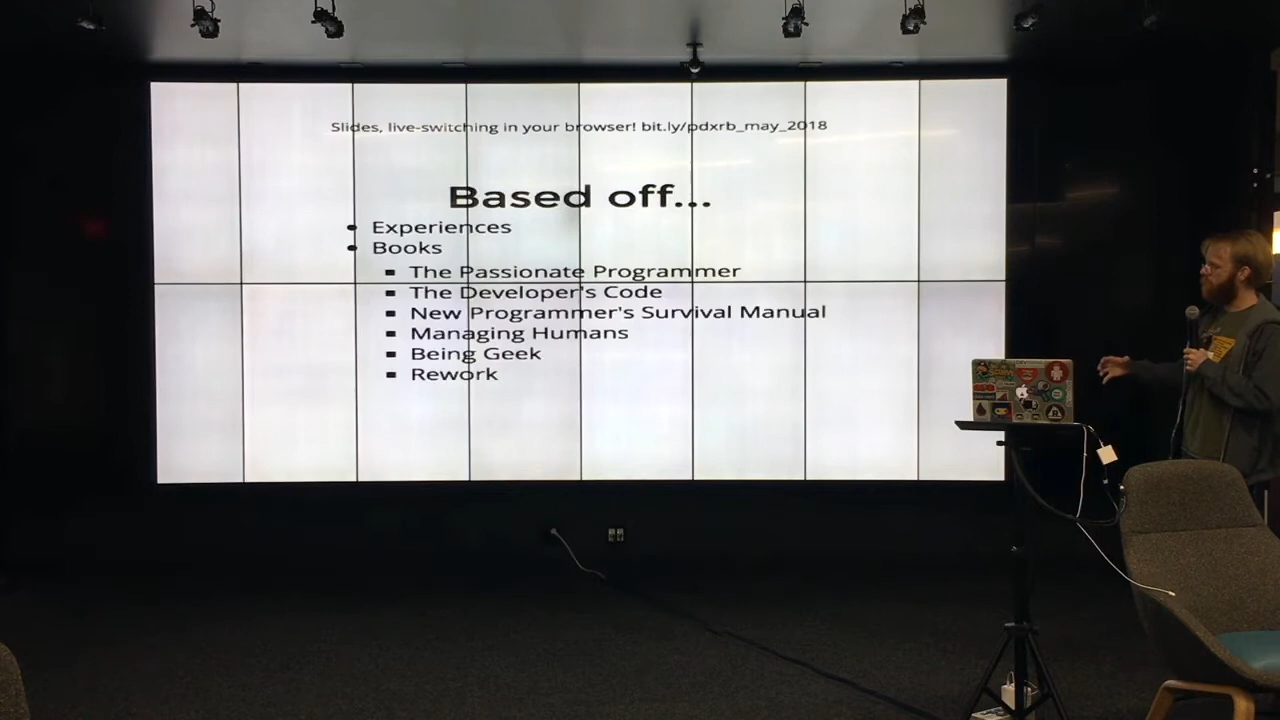 Slides, live-switching in your browser! bit.ly/pdxrb_may_2018
Based off...
Experiences
Books
The Passionate Programmer
The Developer's Code
New Programmer's Survival Manual
Managing Humans
Being Geek
Rework